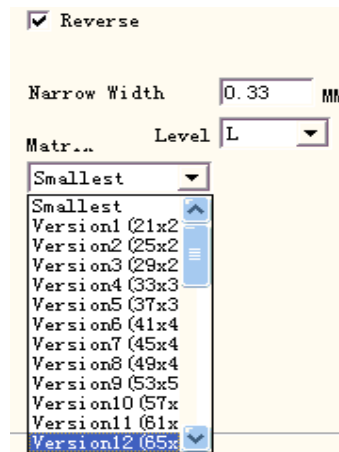 Reverse
Narrow Width 0.33 MM
Level L
Matr...
Smallest
Smallest
Version1 (21x2
Version2 (25x2
Version3 (29x2
Version4 (33x3
Version5 (37x3
Version6 (41x4
Version7 (45x4
Version8 (49x4
Version9 (53x5
Version10 (57x
Version11 (61x
Version12 (65x